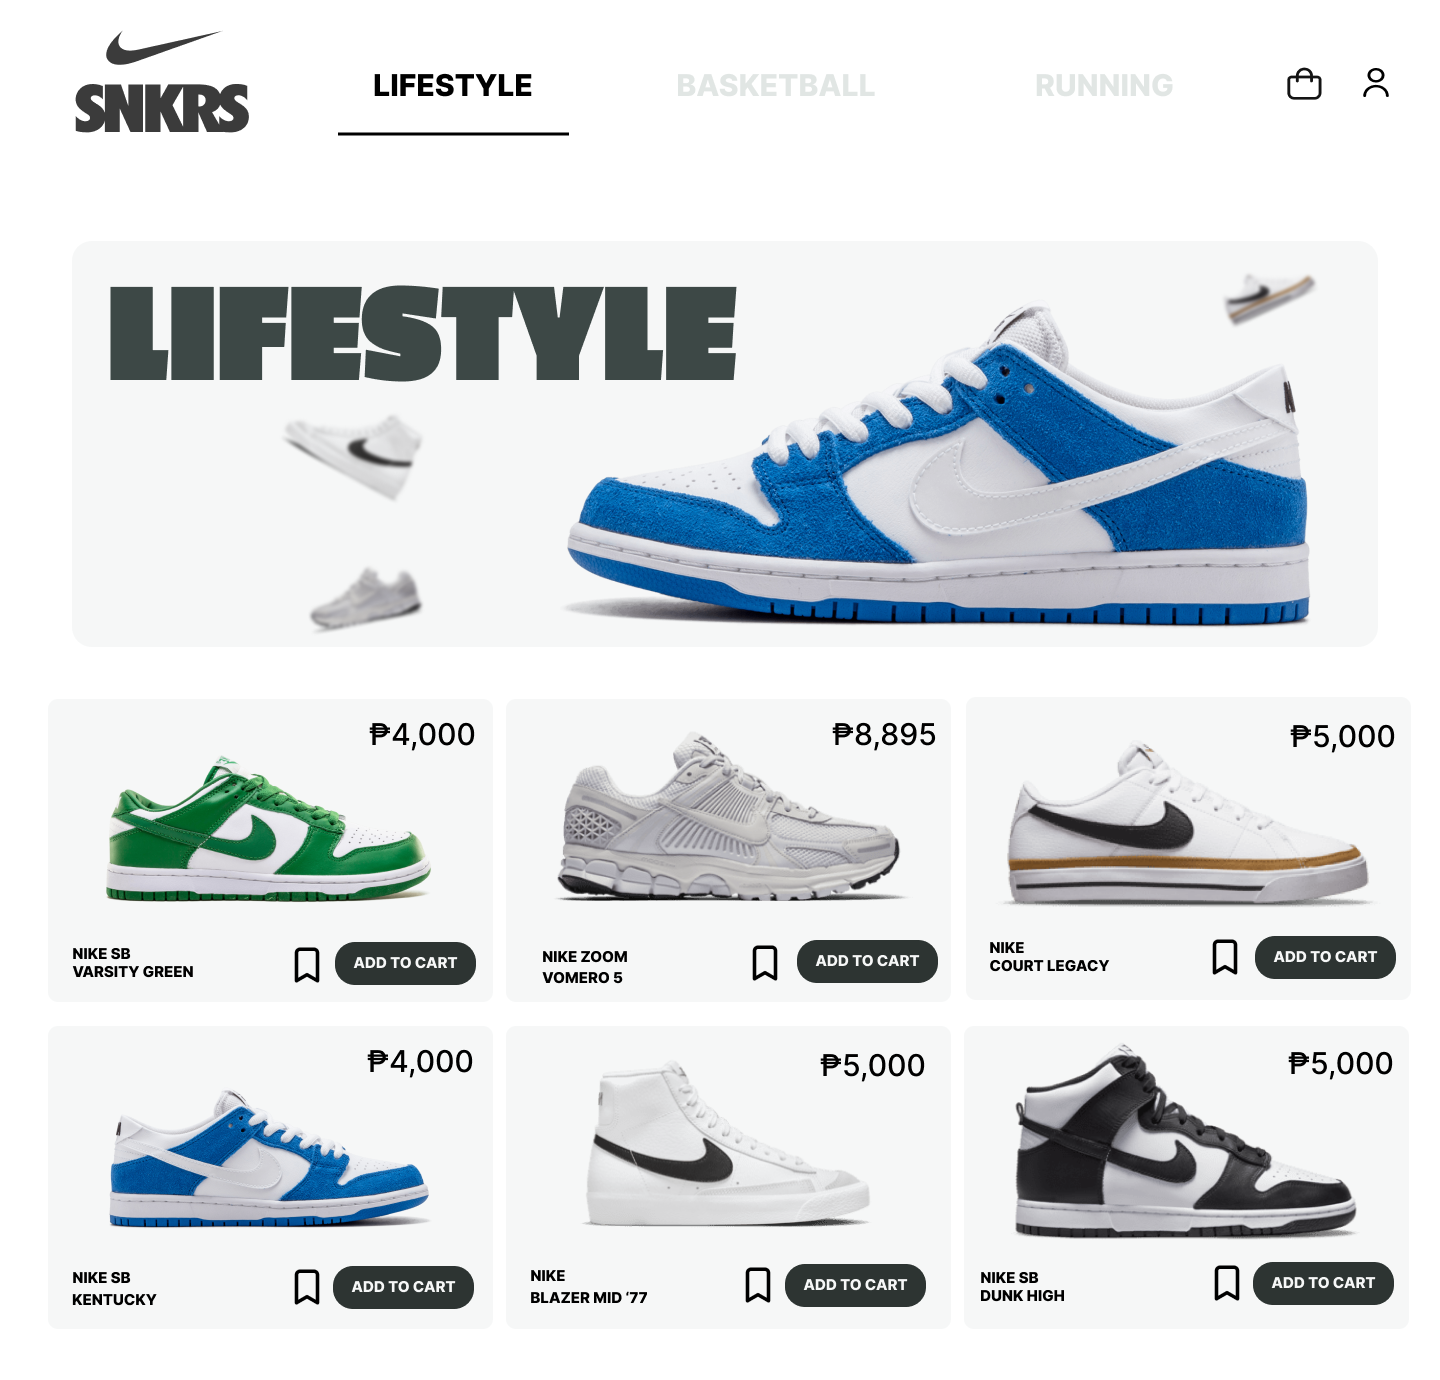 SNKRS
LIFESTYLE
BASKETBALL
RUNNING
LIFESTYLE
₱4,000
NIKE SB
VARSITY GREEN
ADD TO CART
₱8,895
NIKE ZOOM
VOMERO 5
ADD TO CART
₱5,000
NIKE
COURT LEGACY
ADD TO CART
₱4,000
NIKE SB
KENTUCKY
ADD TO CART
₱5,000
NIKE
BLAZER MID ‘77
ADD TO CART
₱5,000
NIKE SB
DUNK HIGH
ADD TO CART